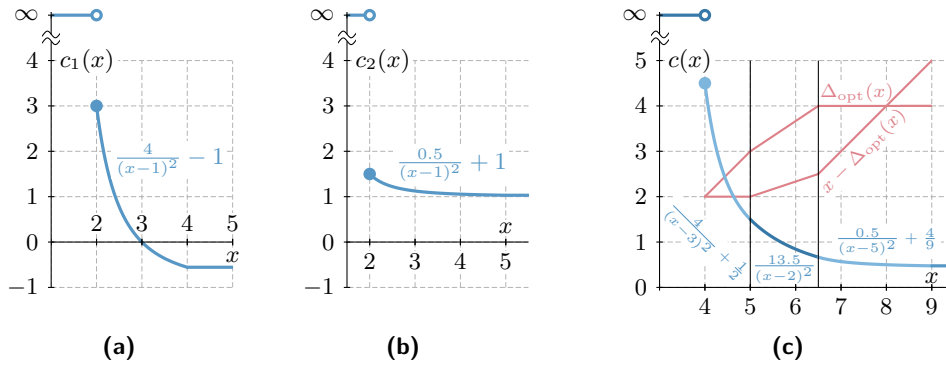 ∞
4
3
2
1
0
−1
c₁(x)
4/(x−1)² − 1
2 3 4 5
x
(a)
∞
4
3
2
1
0
−1
c₂(x)
0.5/(x−1)² + 1
x
2 3 4 5
(b)
∞
5
4
3
2
1
0
c(x)
Δopt(x)
x − Δopt(x)
4/(x−3)² + 1/2
13.5/(x−2)²
0.5/(x−5)² + 4/9
x
4 5 6 7 8 9
(c)